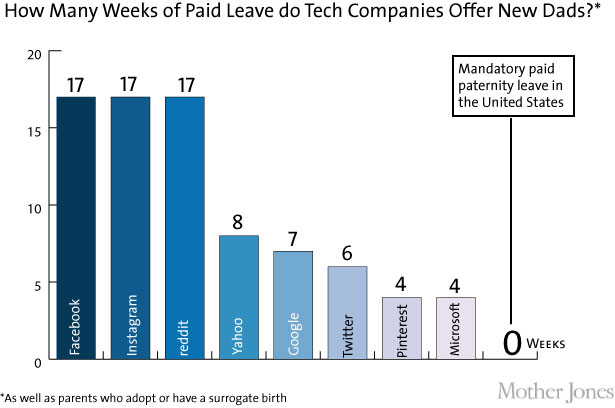 How Many Weeks of Paid Leave do Tech Companies Offer New Dads?*
20
15
10
5
0
17
17
17
8
7
6
4
4
Facebook
Instagram
reddit
Yahoo
Google
Twitter
Pinterest
Microsoft
Mandatory paid
paternity leave in
the United States
0 WEEKS
*As well as parents who adopt or have a surrogate birth
Mother Jones